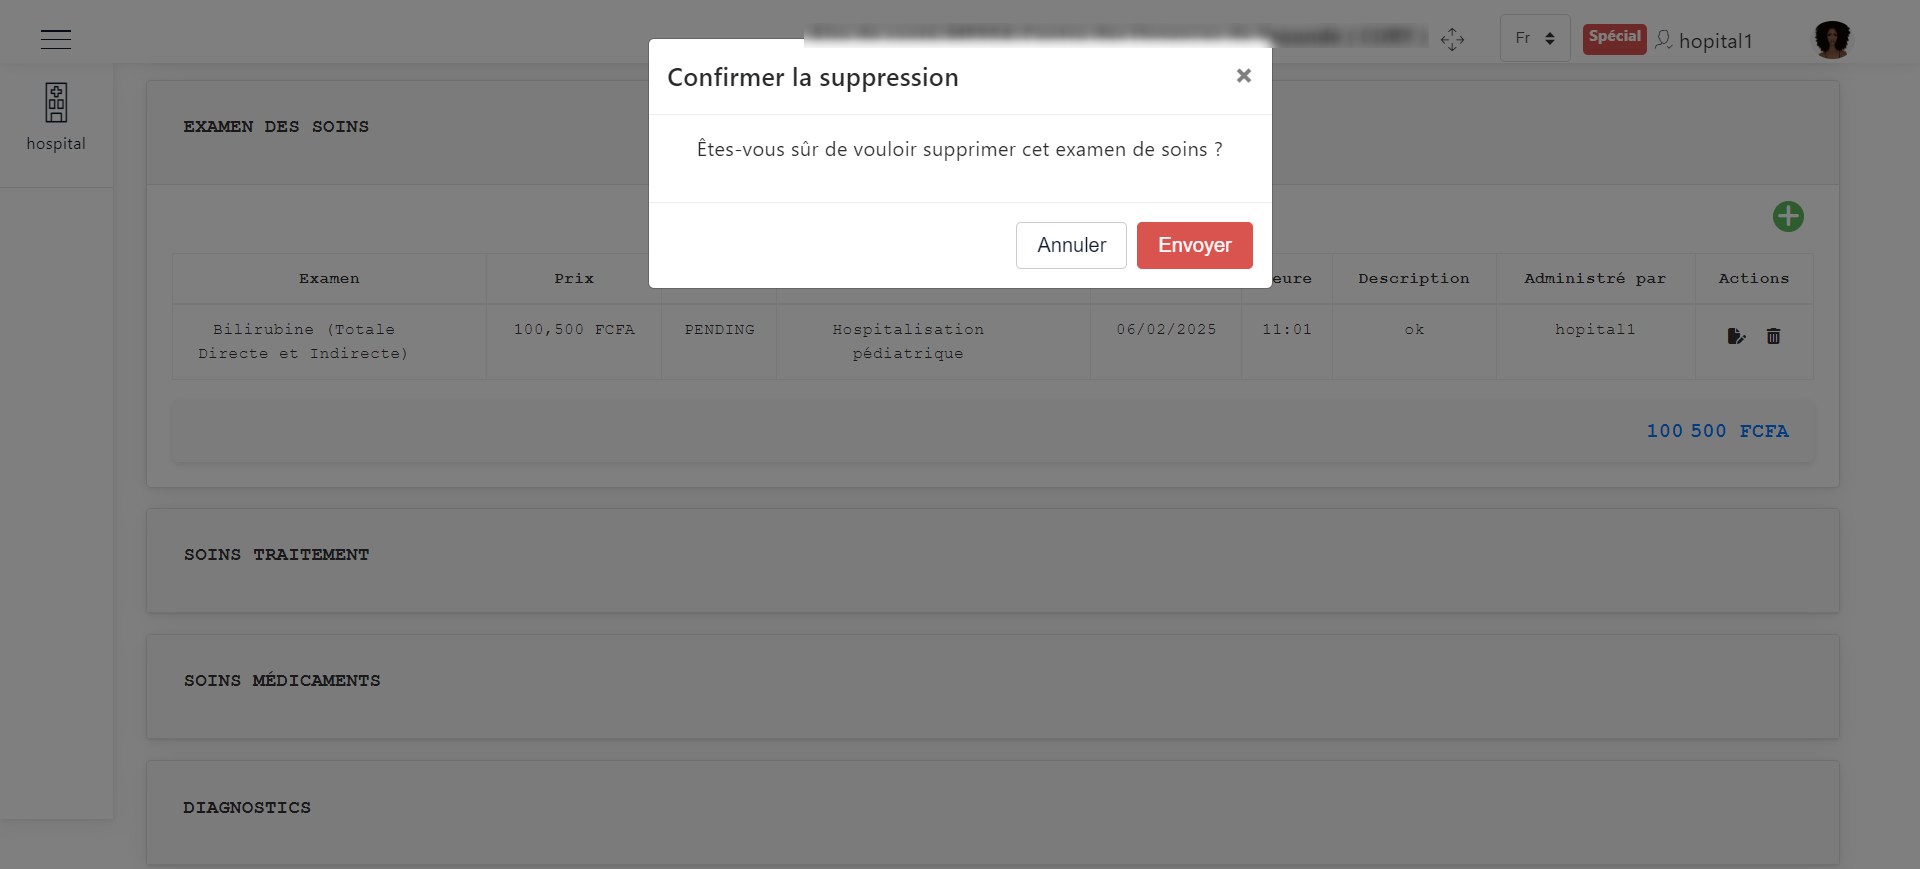 Fr
Spécial
hopital1
hospital
Confirmer la suppression
×
Êtes-vous sûr de vouloir supprimer cet examen de soins ?
Annuler
Envoyer
EXAMEN DES SOINS
Examen Prix eure Description Administré par Actions
Bilirubine (Totale 100,500 FCFA PENDING Hospitalisation 06/02/2025 11:01 ok hopital1
Directe et Indirecte) pédiatrique
100 500 FCFA
SOINS TRAITEMENT
SOINS MÉDICAMENTS
DIAGNOSTICS